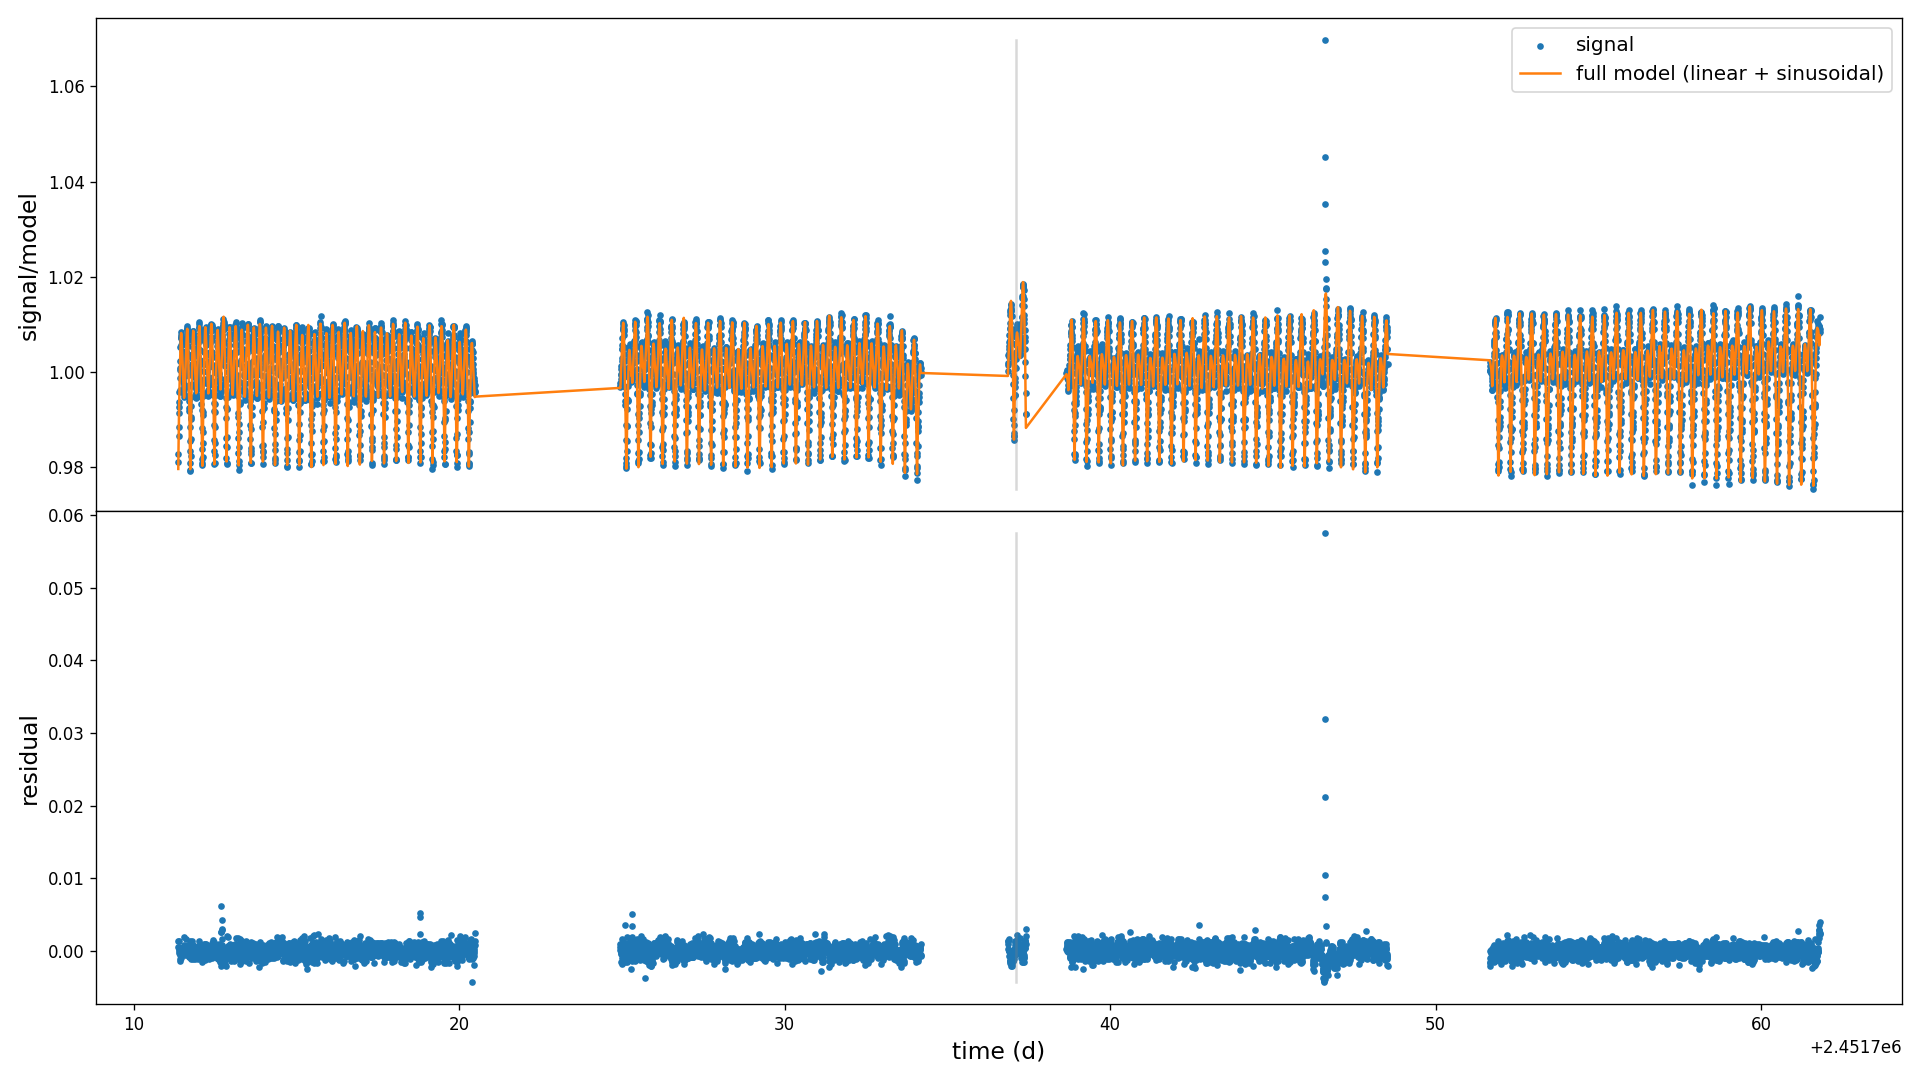 signal
full model (linear + sinusoidal)
signal/model
1.06
1.04
1.02
1.00
0.98
residual
0.06
0.05
0.04
0.03
0.02
0.01
0.00
10 20 30 40 50 60
time (d)
+2.4517e6